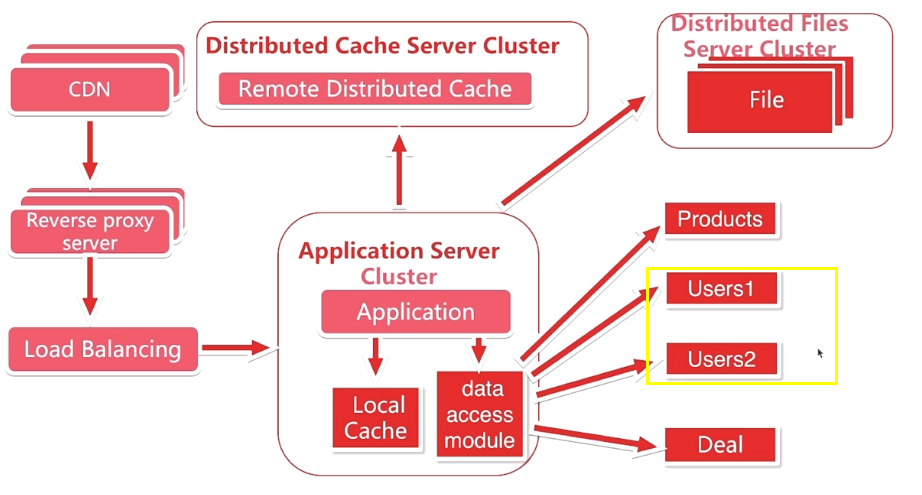 Distributed Cache Server Cluster
Remote Distributed Cache
Distributed Files
Server Cluster
File
CDN
Reverse proxy
server
Load Balancing
Application Server
Cluster
Application
Local
Cache
data
access
module
Products
Users1
Users2
Deal